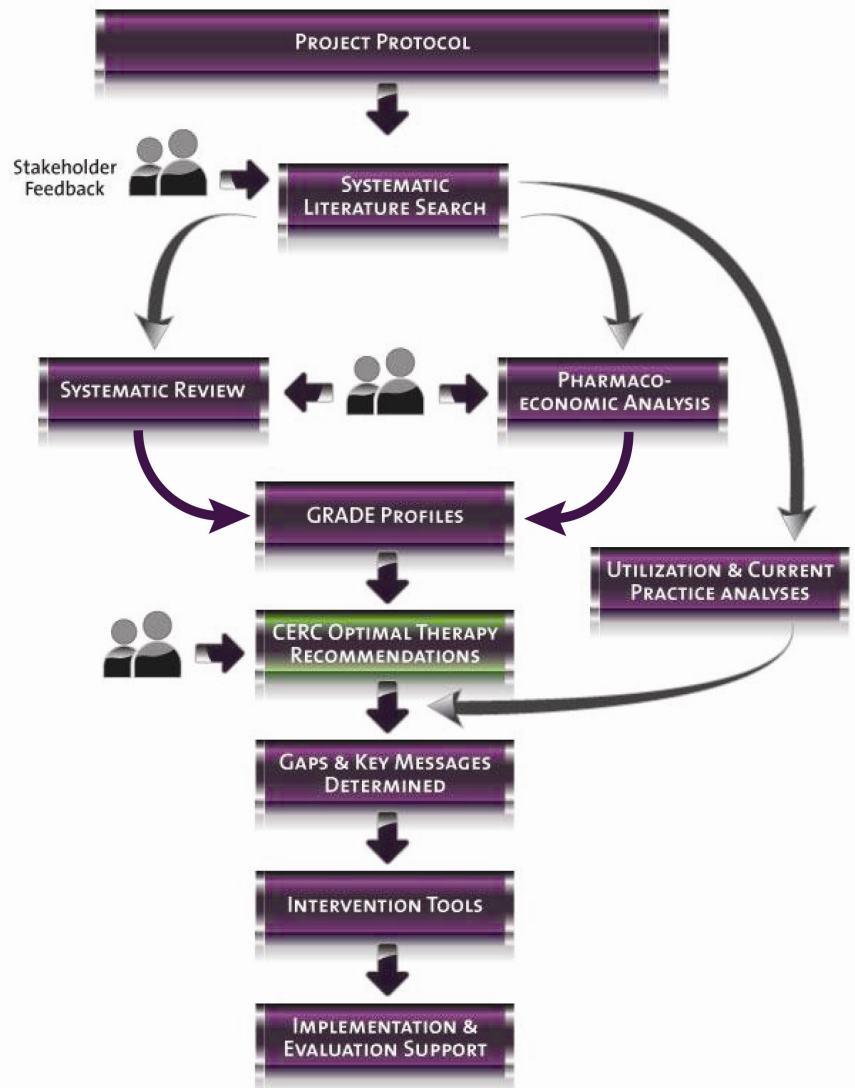 PROJECT PROTOCOL
Stakeholder
Feedback
SYSTEMATIC
LITERATURE SEARCH
SYSTEMATIC REVIEW
PHARMACO-
ECONOMIC ANALYSIS
GRADE PROFILES
UTILIZATION & CURRENT
PRACTICE ANALYSES
CERC OPTIMAL THERAPY
RECOMMENDATIONS
GAPS & KEY MESSAGES
DETERMINED
INTERVENTION TOOLS
IMPLEMENTATION &
EVALUATION SUPPORT